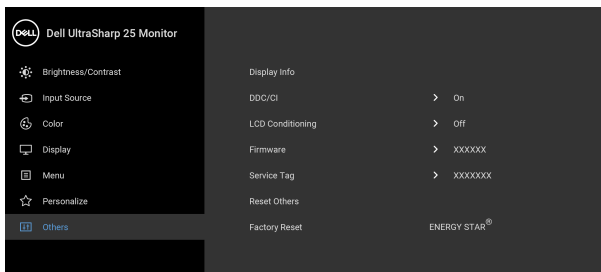 DELL Dell UltraSharp 25 Monitor
Brightness/Contrast
Display Info
Input Source
DDC/CI > On
Color
LCD Conditioning > Off
Display
Firmware > XXXXXX
Menu
Service Tag > XXXXXXX
Personalize
Reset Others
Others
Factory Reset
ENERGY STAR®